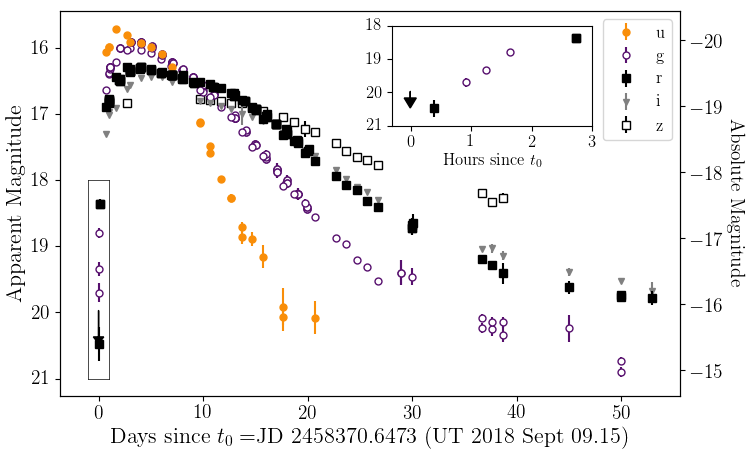 18
19
20
21
0
1
2
3
Hours since t0
u
g
r
i
z
16
17
18
19
20
21
Apparent Magnitude
−20
−19
−18
−17
−16
−15
Absolute Magnitude
0
10
20
30
40
50
Days since t0 =JD 2458370.6473 (UT 2018 Sept 09.15)